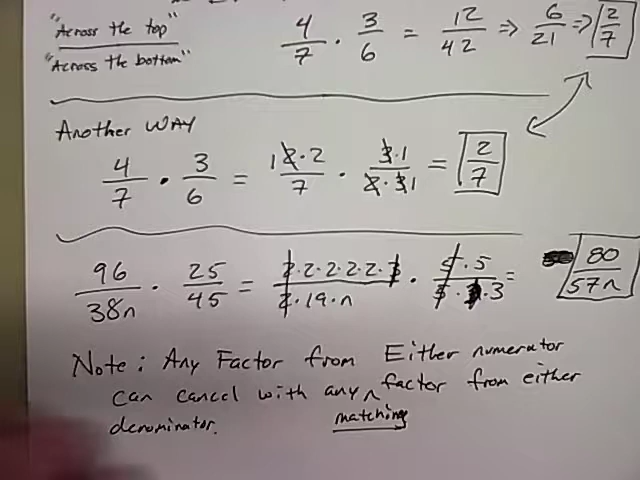 "Across the top"
"Across the bottom"
4/7 · 3/6 = 12/42 => 6/21 => 2/7
Another WAY
4/7 · 3/6 = 1 2·2/7 · 3·1/2·3 1 = 2/7
96/38n · 25/45 = 2·2·2·2·2·3/2·19·n · 5·5/5·3·3 = 80/57n
Note: Any Factor from Either numerator
can cancel with any ^ factor from either
matching
denominator.